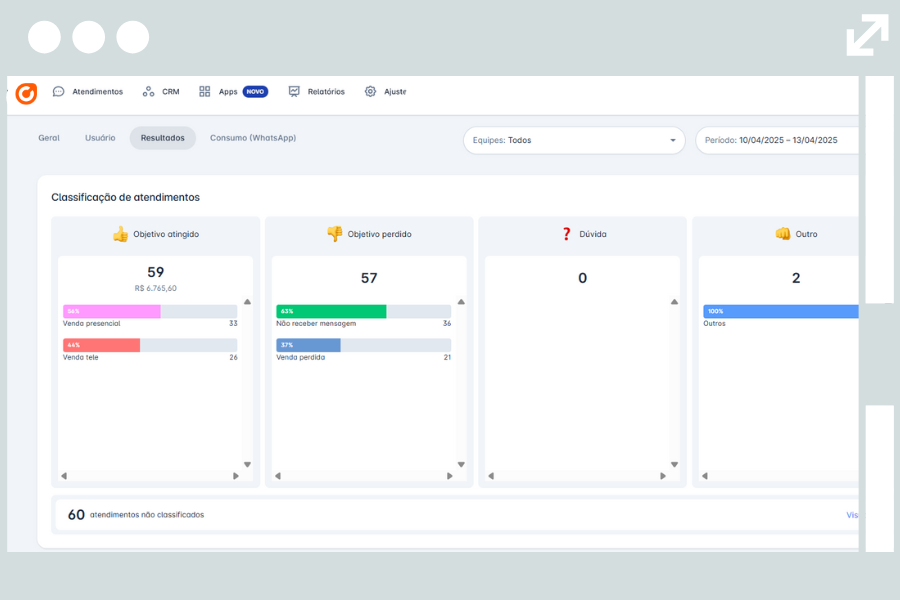 Atendimentos CRM Apps NOVO Relatórios Ajuste
Geral Usuário Resultados Consumo (WhatsApp) Equipes: Todos Período: 10/04/2025 – 13/04/2025
Classificação de atendimentos
Objetivo atingido
59
R$ 6.765,60
56%
Venda presencial 33
44%
Venda tele 26
Objetivo perdido
57
63%
Não receber mensagem 36
37%
Venda perdida 21
Dúvida
0
Outro
2
100%
Outros
60 atendimentos não classificados
Vis